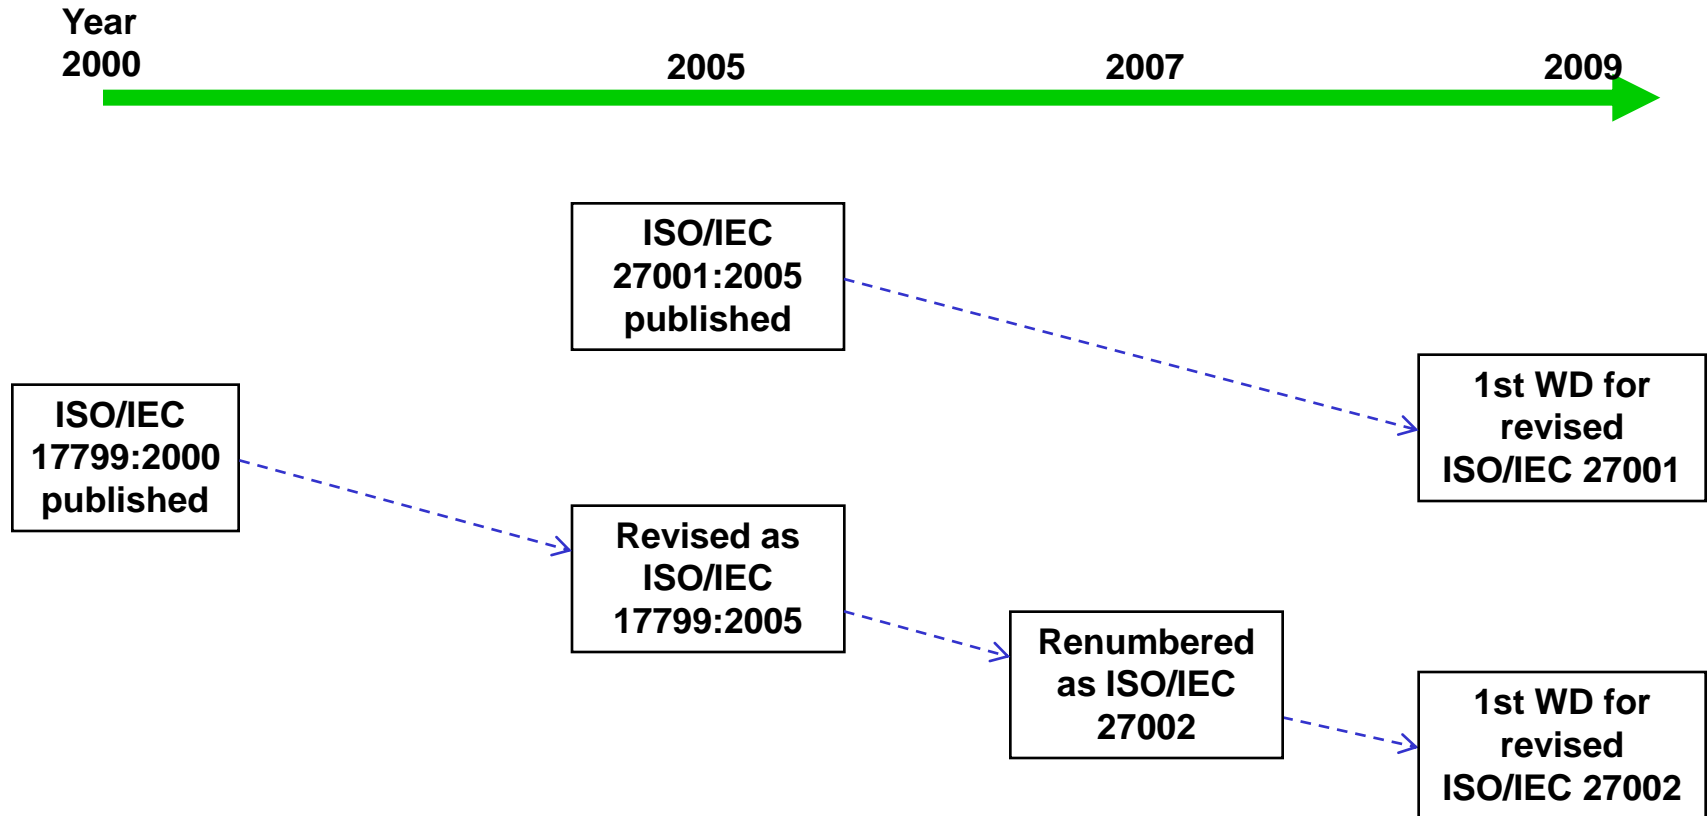 Year
2000
2005
2007
2009
ISO/IEC
27001:2005
published
ISO/IEC
17799:2000
published
1st WD for
revised
ISO/IEC 27001
Revised as
ISO/IEC
17799:2005
Renumbered
as ISO/IEC
27002
1st WD for
revised
ISO/IEC 27002